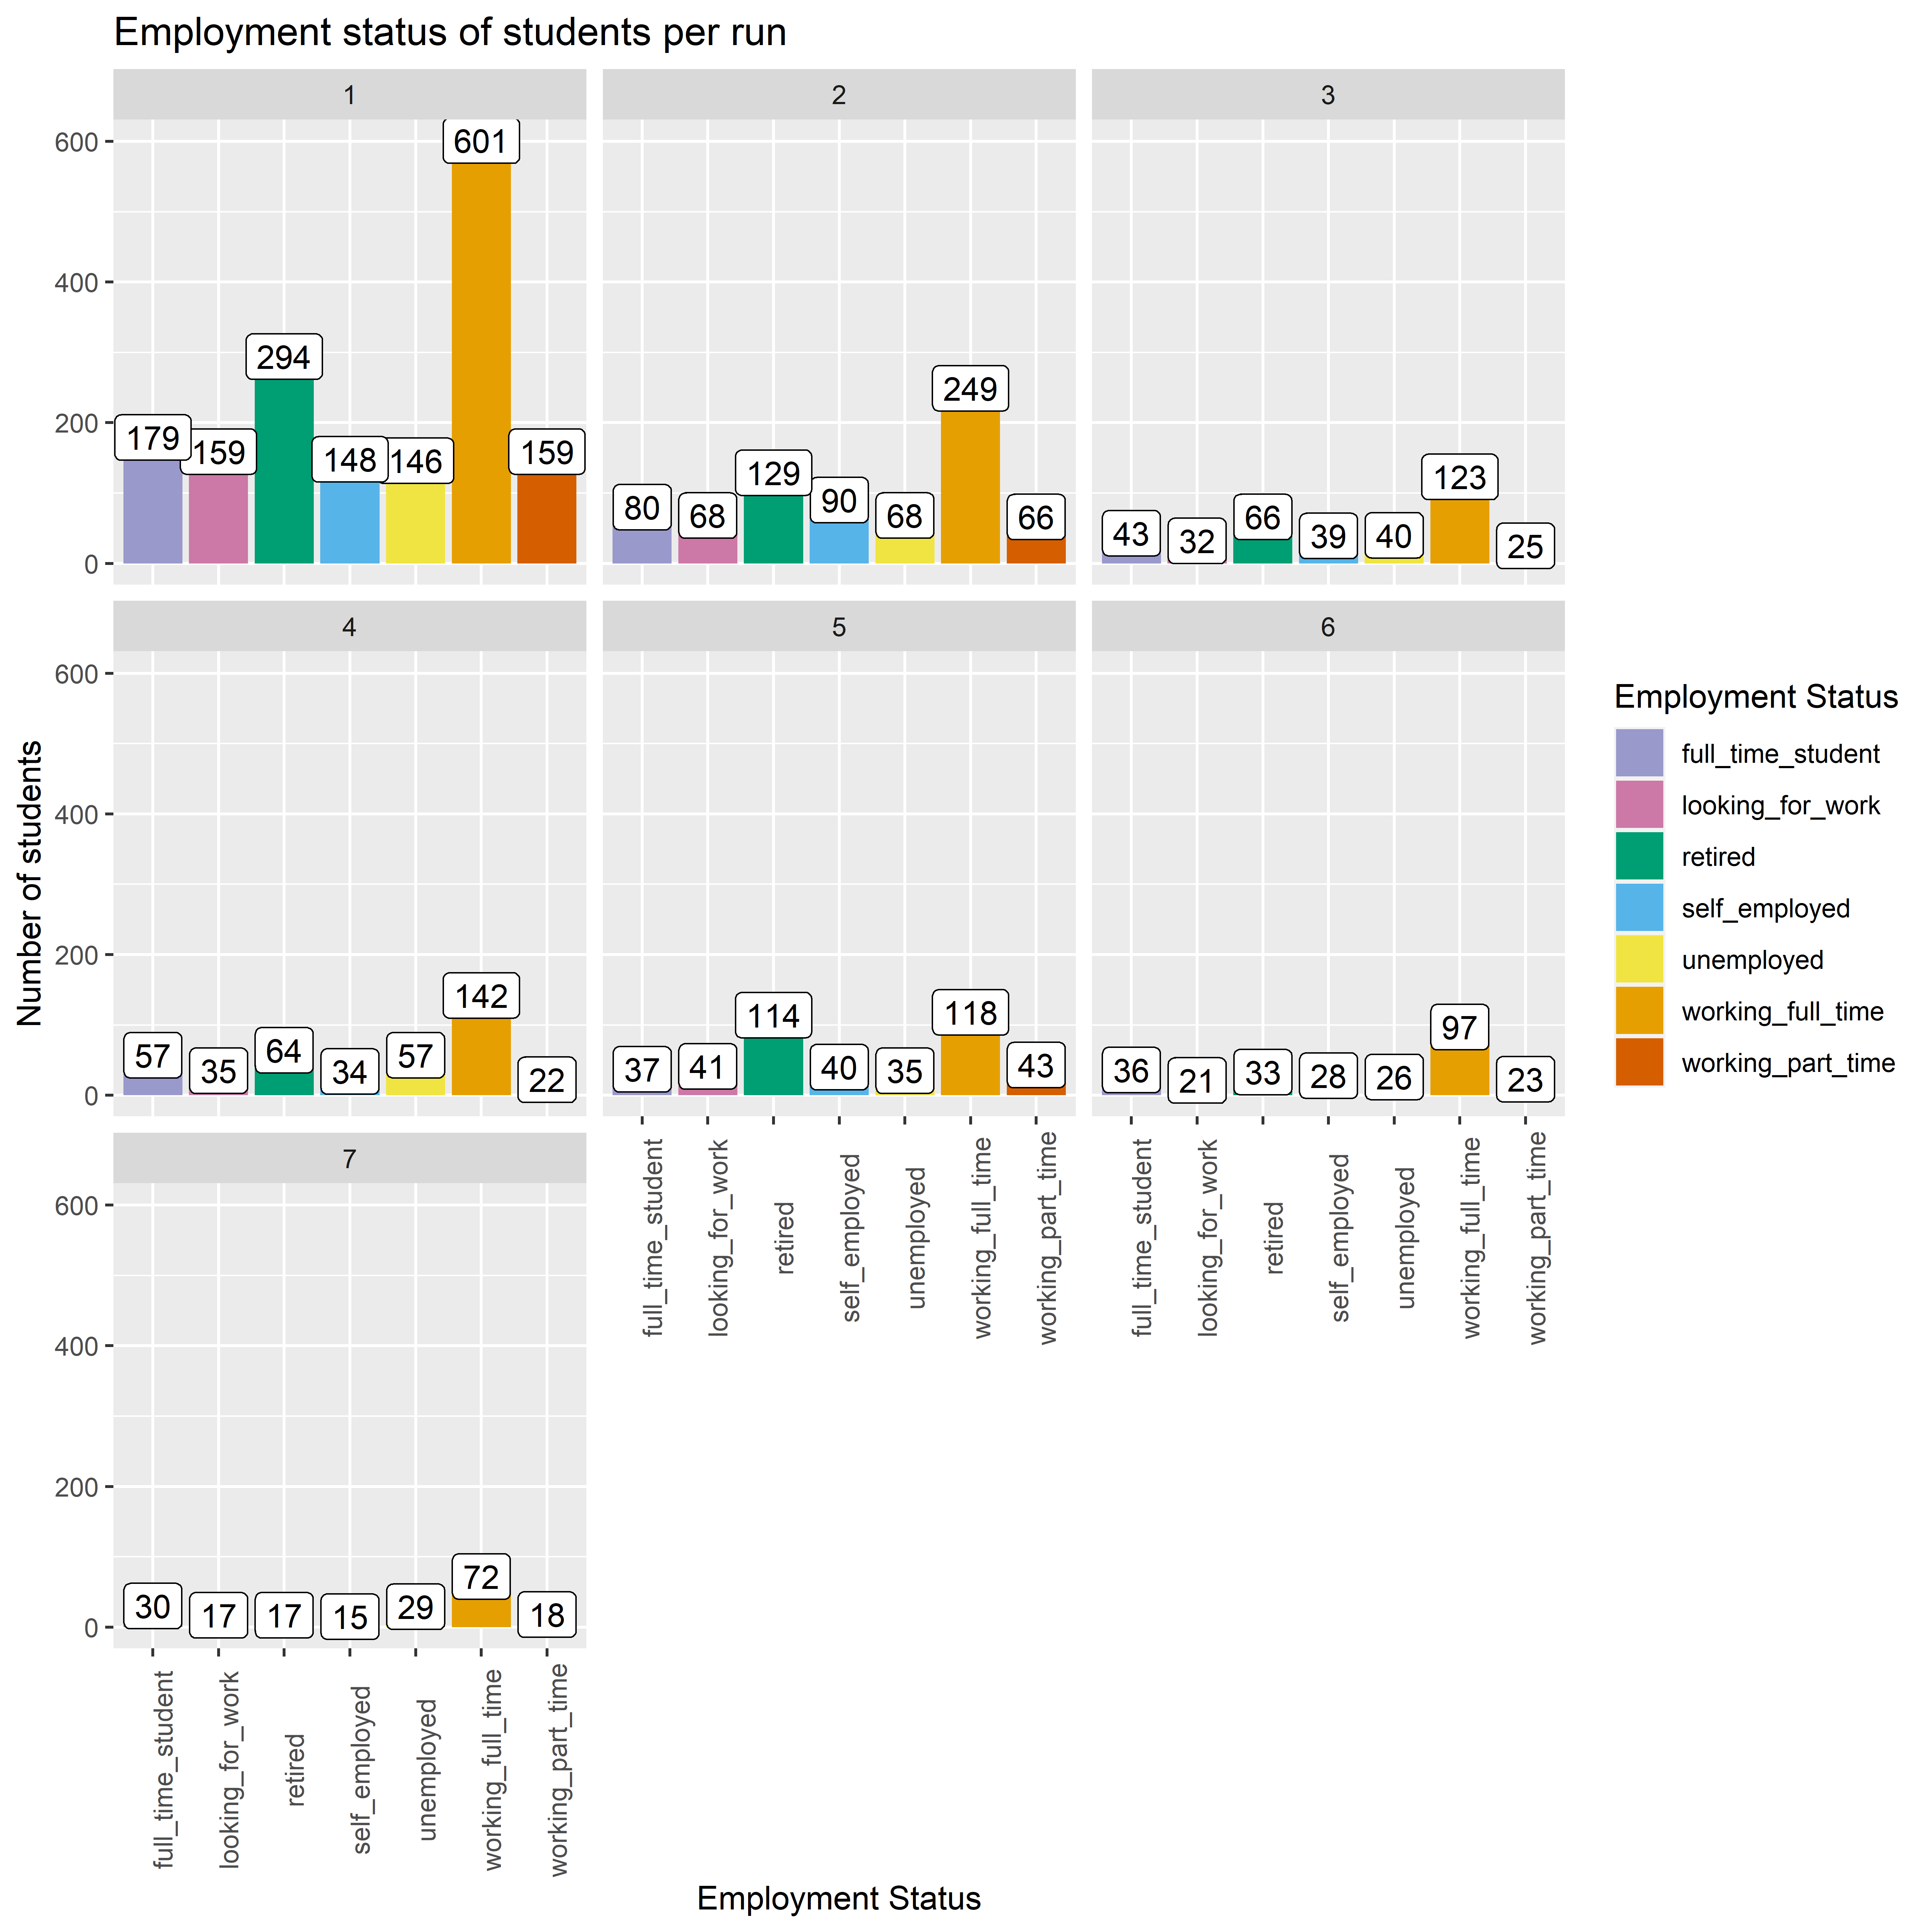 Employment status of students per run
1
2
3
600
400
200
0
179
159
294
148
146
601
159
80
68
129
90
68
249
66
43
32
66
39
40
123
25
4
5
6
600
400
200
0
57
35
64
34
57
142
22
37
41
114
40
35
118
43
36
21
33
28
26
97
23
full_time_student
looking_for_work
retired
self_employed
unemployed
working_full_time
working_part_time
full_time_student
looking_for_work
retired
self_employed
unemployed
working_full_time
working_part_time
7
600
400
200
0
30
17
17
15
29
72
18
full_time_student
looking_for_work
retired
self_employed
unemployed
working_full_time
working_part_time
Number of students
Employment Status
Employment Status
full_time_student
looking_for_work
retired
self_employed
unemployed
working_full_time
working_part_time